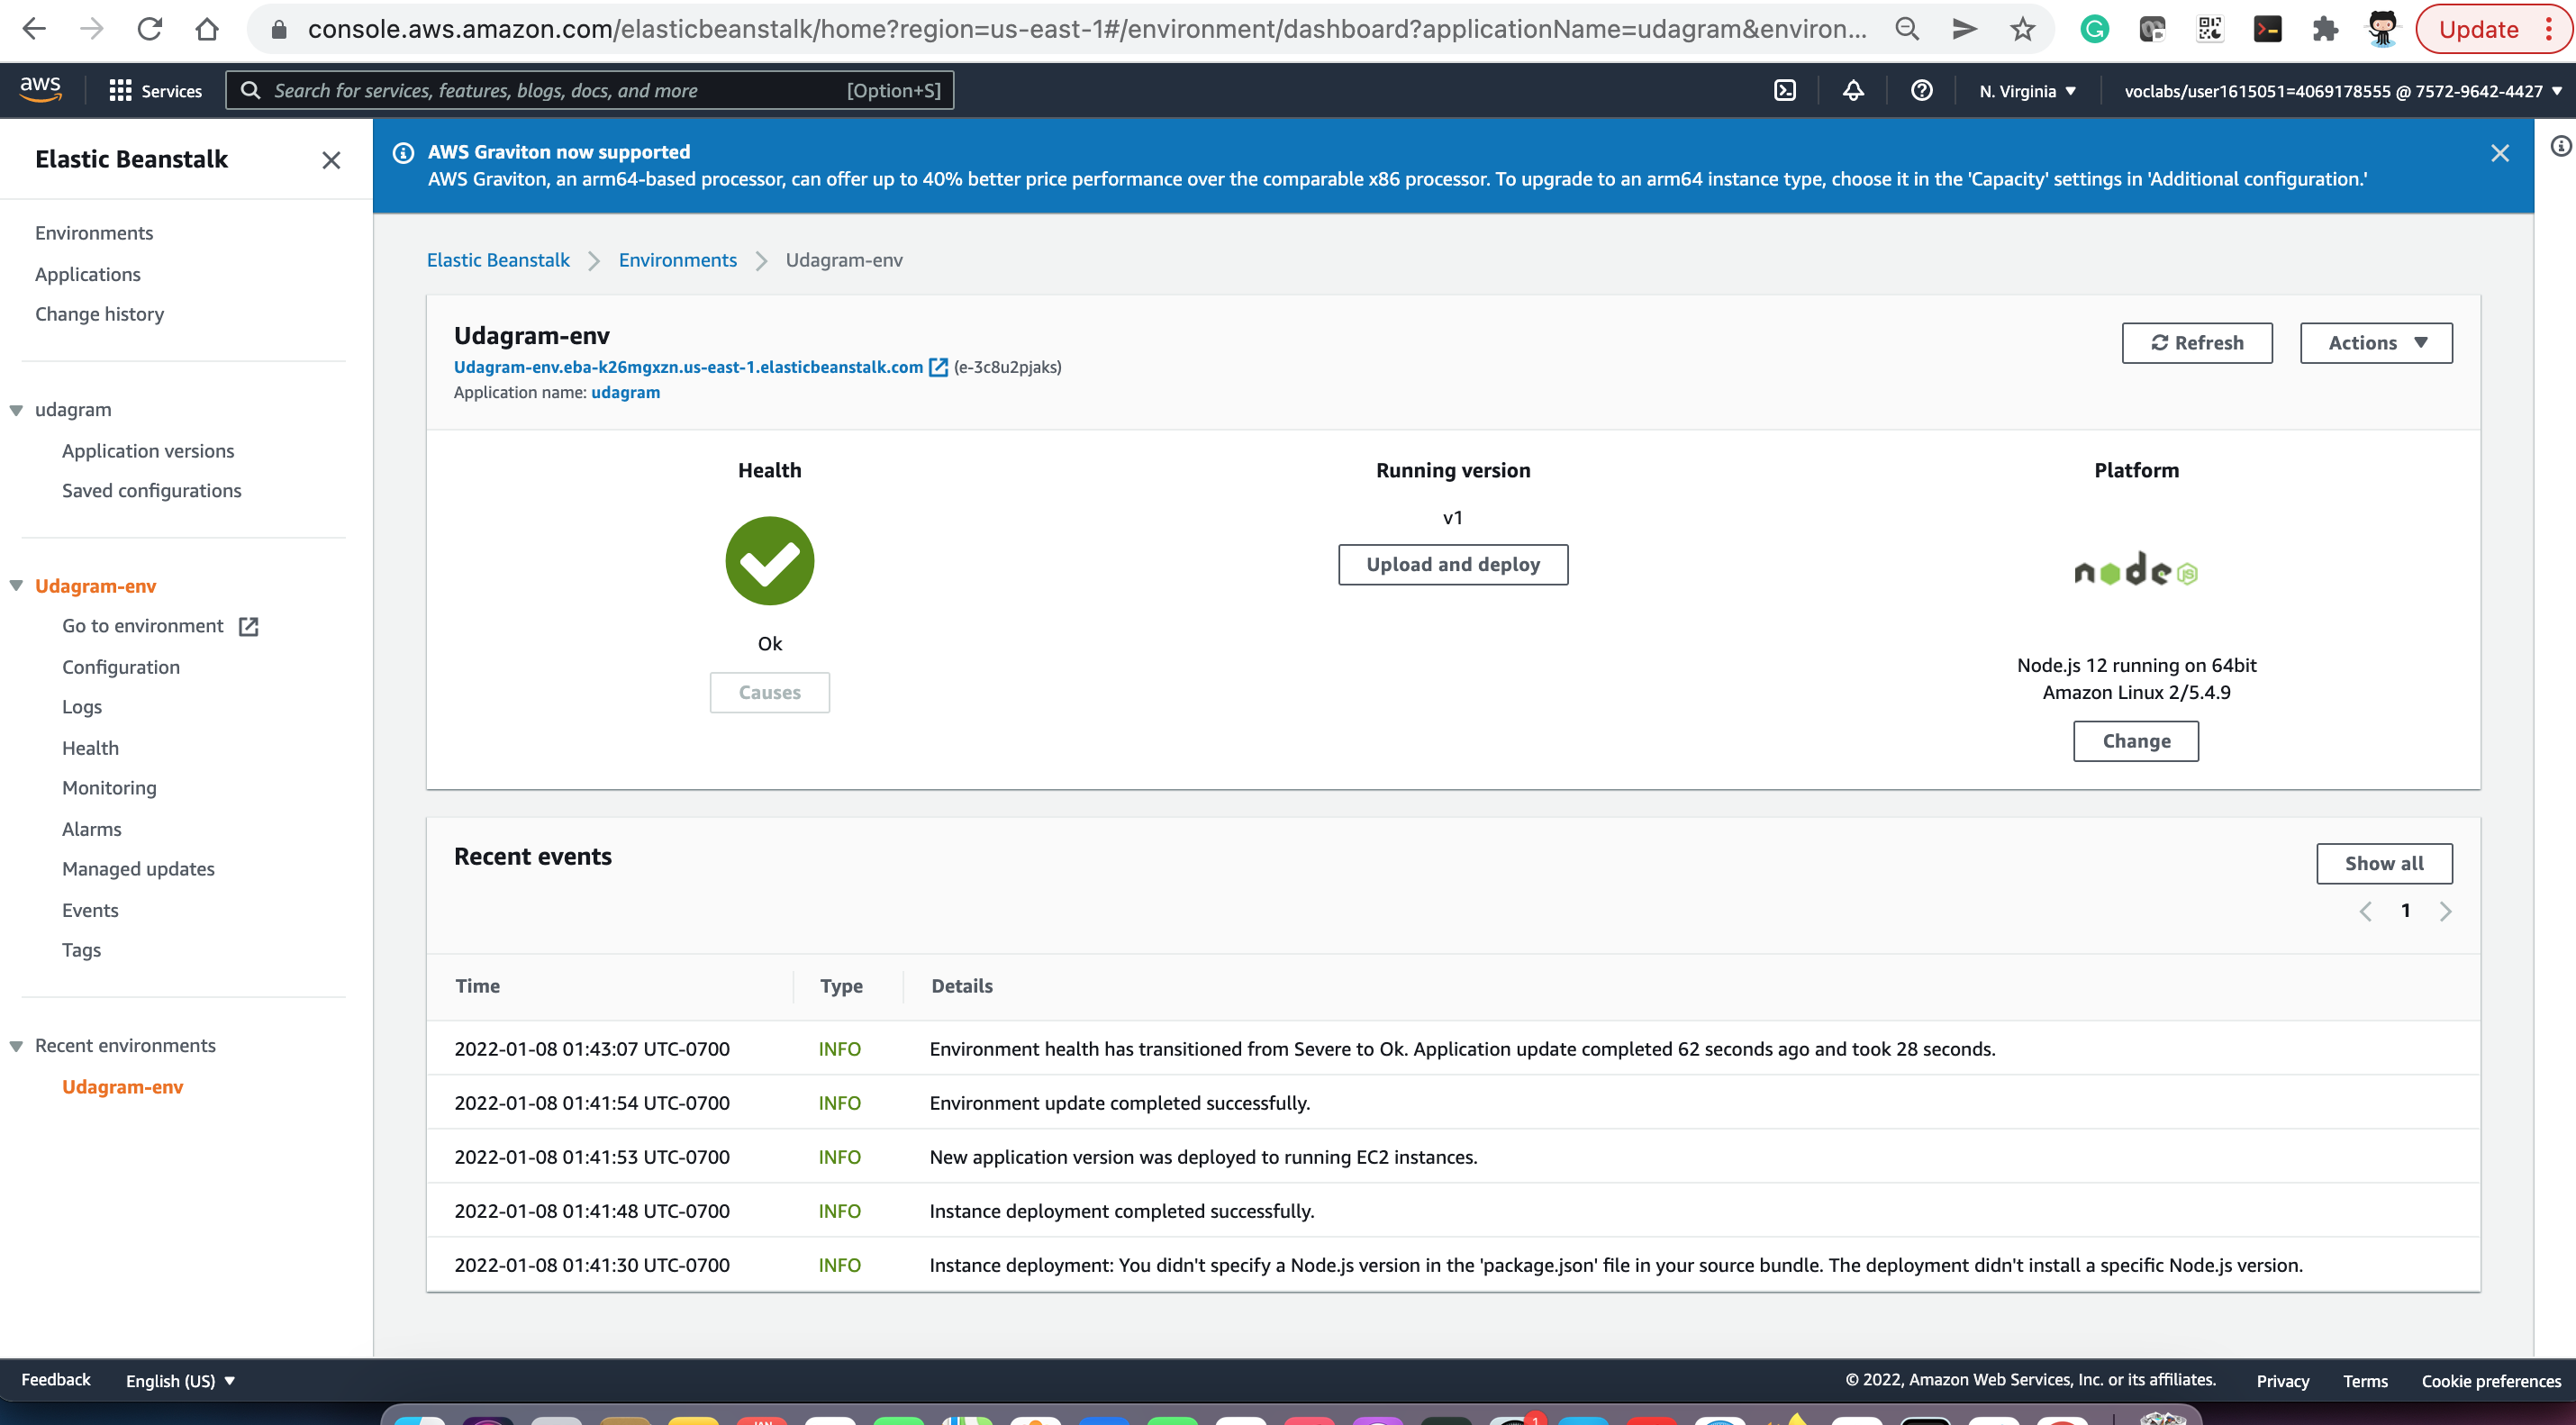 console.aws.amazon.com/elasticbeanstalk/home?region=us-east-1#/environment/dashboard?applicationName=udagram&environ...
Update
aws
Services
Search for services, features, blogs, docs, and more
[Option+S]
N. Virginia
voclabs/user1615051=4069178555 @ 7572-9642-4427
Elastic Beanstalk
Environments
Applications
Change history
udagram
Application versions
Saved configurations
Udagram-env
Go to environment
Configuration
Logs
Health
Monitoring
Alarms
Managed updates
Events
Tags
Recent environments
Udagram-env
AWS Graviton now supported
AWS Graviton, an arm64-based processor, can offer up to 40% better price performance over the comparable x86 processor. To upgrade to an arm64 instance type, choose it in the 'Capacity' settings in 'Additional configuration.'
Elastic Beanstalk
Environments
Udagram-env
Udagram-env
Udagram-env.eba-k26mgxzn.us-east-1.elasticbeanstalk.com (e-3c8u2pjaks)
Application name: udagram
Refresh
Actions
Health
Ok
Causes
Running version
v1
Upload and deploy
Platform
node JS
Node.js 12 running on 64bit
Amazon Linux 2/5.4.9
Change
Recent events
Show all
1
Time Type Details
2022-01-08 01:43:07 UTC-0700 INFO Environment health has transitioned from Severe to Ok. Application update completed 62 seconds ago and took 28 seconds.
2022-01-08 01:41:54 UTC-0700 INFO Environment update completed successfully.
2022-01-08 01:41:53 UTC-0700 INFO New application version was deployed to running EC2 instances.
2022-01-08 01:41:48 UTC-0700 INFO Instance deployment completed successfully.
2022-01-08 01:41:30 UTC-0700 INFO Instance deployment: You didn't specify a Node.js version in the 'package.json' file in your source bundle. The deployment didn't install a specific Node.js version.
Feedback
English (US)
© 2022, Amazon Web Services, Inc. or its affiliates.
Privacy
Terms
Cookie preferences
JAN
1